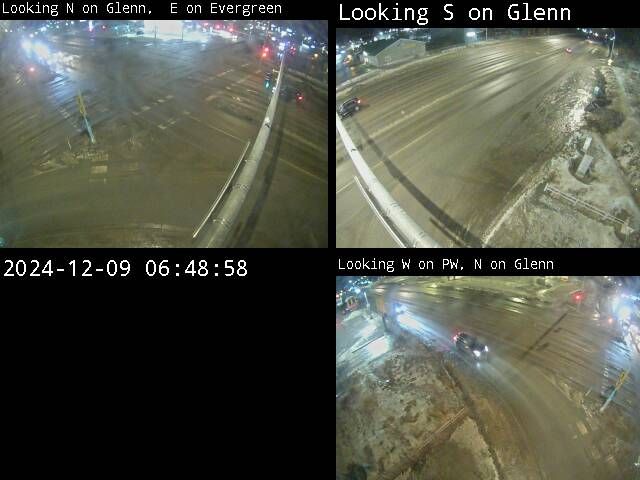 Looking N on Glenn,  E on Evergreen
Looking S on Glenn
2024-12-09 06:48:58
Looking W on PW, N on Glenn